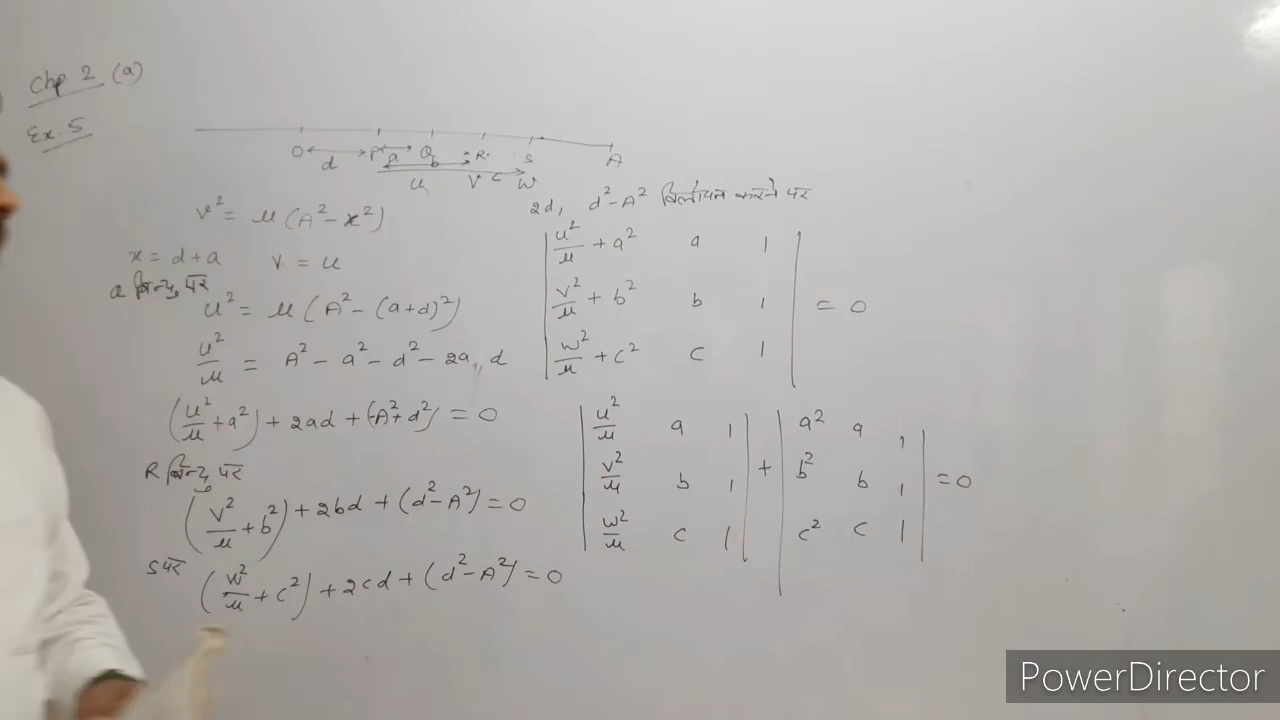 Chp 2 (a)
Ex. 5
O d P a Q b R S A
u V c W
v² = μ(A² - x²)
x = d+a v = u
Q बिन्दु पर
u² = μ(A² - (a+d)²)
u²/μ = A² - a² - d² - 2a d
(u²/μ + a²) + 2ad + (-A² + d²) = 0
R बिन्दु पर
(v²/μ + b²) + 2bd + (d² - A²) = 0
S पर (w²/μ + c²) + 2cd + (d² - A²) = 0
2d, d² - A² विलोपन करने पर
| u²/μ + a² a 1 |
| v²/μ + b² b 1 | = 0
| w²/μ + c² c 1 |
| u²/μ a 1 | | a² a 1 |
| v²/μ b 1 | + | b² b 1 | = 0
| w²/μ c 1 | | c² c 1 |
PowerDirector